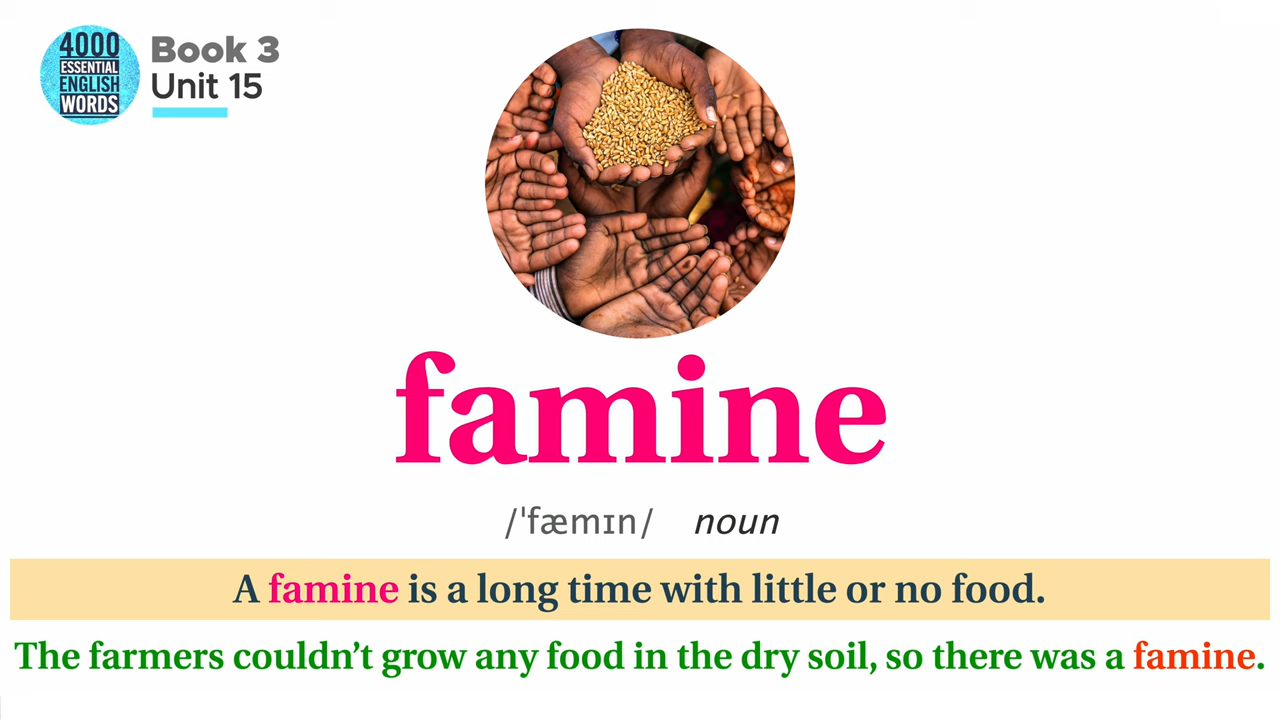 4000
ESSENTIAL
ENGLISH
WORDS
Book 3
Unit 15
famine
/ˈfæmɪn/ noun
A famine is a long time with little or no food.
The farmers couldn’t grow any food in the dry soil, so there was a famine.